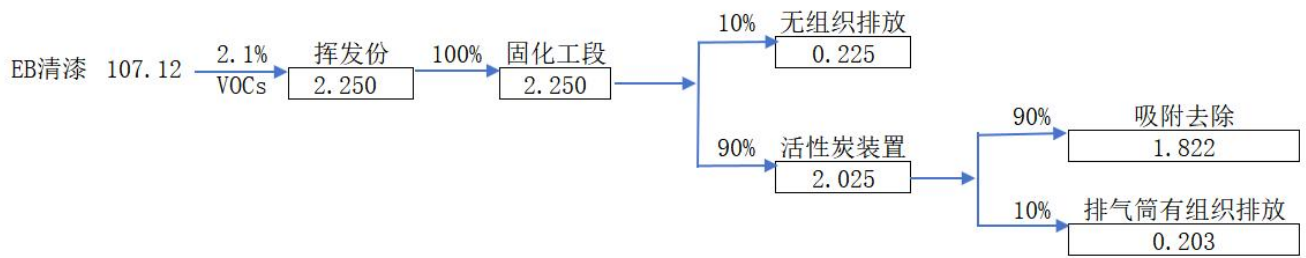 EB清漆 107.12
2.1%
VOCs
挥发份
2.250
100%
固化工段
2.250
10%
无组织排放
0.225
90%
活性炭装置
2.025
90%
吸附去除
1.822
10%
排气筒有组织排放
0.203